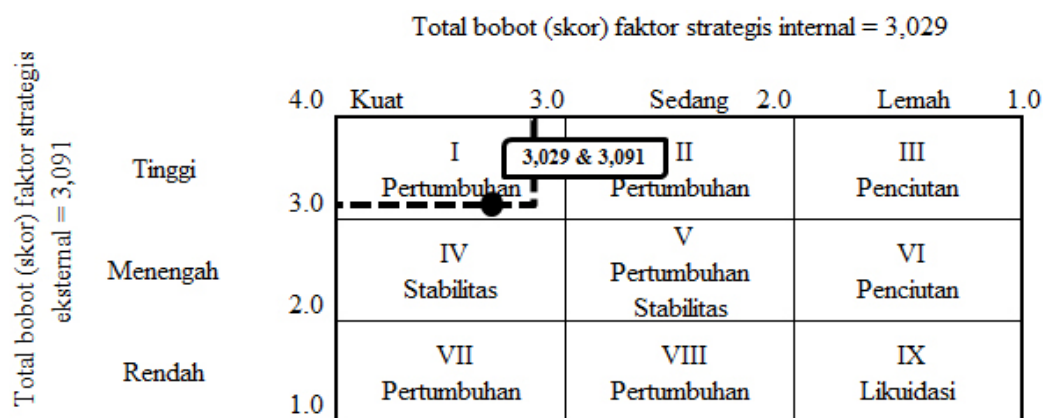 Total bobot (skor) faktor strategis internal = 3,029
Total bobot (skor) faktor strategis
eksternal = 3,091
4.0 Kuat 3.0 Sedang 2.0 Lemah 1.0
Tinggi
I
Pertumbuhan
3,029 & 3,091
II
Pertumbuhan
III
Penciutan
3.0
Menengah
IV
Stabilitas
V
Pertumbuhan
Stabilitas
VI
Penciutan
2.0
Rendah
VII
Pertumbuhan
VIII
Pertumbuhan
IX
Likuidasi
1.0